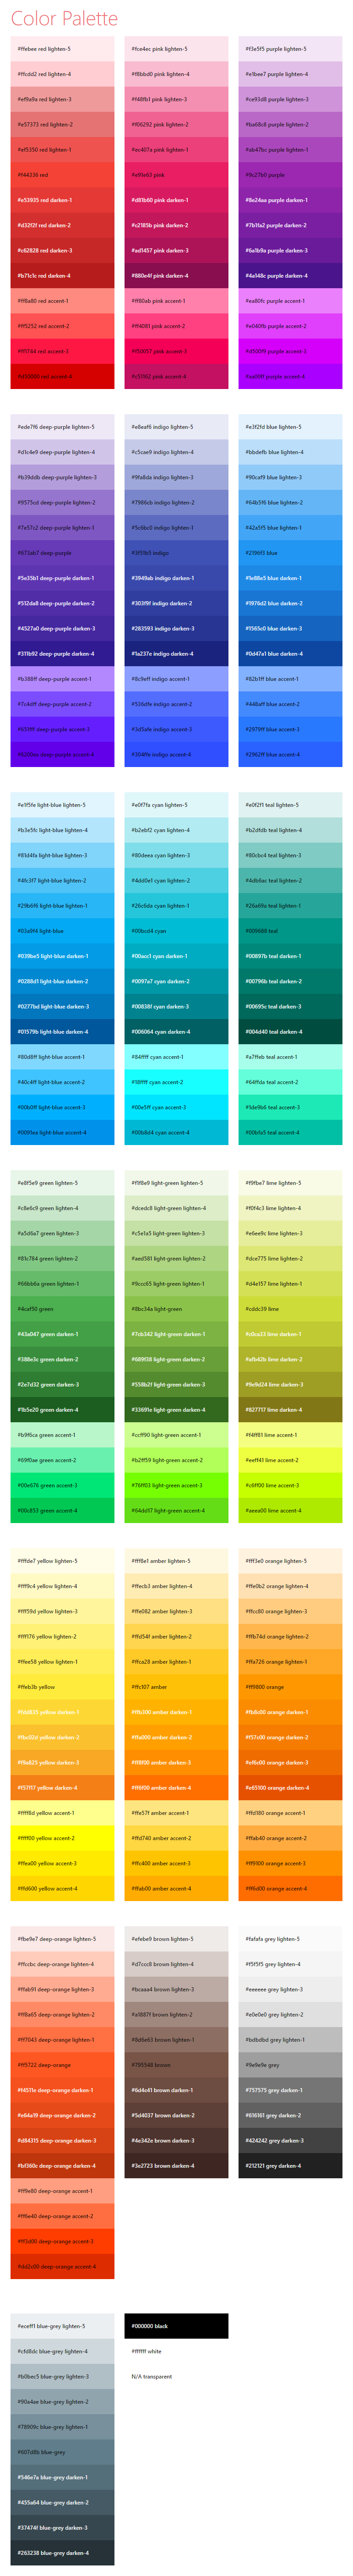 Color Palette
#ffebee red lighten-5
#ffcdd2 red lighten-4
#ef9a9a red lighten-3
#e57373 red lighten-2
#ef5350 red lighten-1
#f44336 red
#e53935 red darken-1
#d32f2f red darken-2
#c62828 red darken-3
#b71c1c red darken-4
#ff8a80 red accent-1
#ff5252 red accent-2
#ff1744 red accent-3
#d50000 red accent-4
#fce4ec pink lighten-5
#f8bbd0 pink lighten-4
#f48fb1 pink lighten-3
#f06292 pink lighten-2
#ec407a pink lighten-1
#e91e63 pink
#d81b60 pink darken-1
#c2185b pink darken-2
#ad1457 pink darken-3
#880e4f pink darken-4
#ff80ab pink accent-1
#ff4081 pink accent-2
#f50057 pink accent-3
#c51162 pink accent-4
#f3e5f5 purple lighten-5
#e1bee7 purple lighten-4
#ce93d8 purple lighten-3
#ba68c8 purple lighten-2
#ab47bc purple lighten-1
#9c27b0 purple
#8e24aa purple darken-1
#7b1fa2 purple darken-2
#6a1b9a purple darken-3
#4a148c purple darken-4
#ea80fc purple accent-1
#e040fb purple accent-2
#d500f9 purple accent-3
#aa00ff purple accent-4
#ede7f6 deep-purple lighten-5
#d1c4e9 deep-purple lighten-4
#b39ddb deep-purple lighten-3
#9575cd deep-purple lighten-2
#7e57c2 deep-purple lighten-1
#673ab7 deep-purple
#5e35b1 deep-purple darken-1
#512da8 deep-purple darken-2
#4527a0 deep-purple darken-3
#311b92 deep-purple darken-4
#b388ff deep-purple accent-1
#7c4dff deep-purple accent-2
#651fff deep-purple accent-3
#6200ea deep-purple accent-4
#e8eaf6 indigo lighten-5
#c5cae9 indigo lighten-4
#9fa8da indigo lighten-3
#7986cb indigo lighten-2
#5c6bc0 indigo lighten-1
#3f51b5 indigo
#3949ab indigo darken-1
#303f9f indigo darken-2
#283593 indigo darken-3
#1a237e indigo darken-4
#8c9eff indigo accent-1
#536dfe indigo accent-2
#3d5afe indigo accent-3
#304ffe indigo accent-4
#e3f2fd blue lighten-5
#bbdefb blue lighten-4
#90caf9 blue lighten-3
#64b5f6 blue lighten-2
#42a5f5 blue lighten-1
#2196f3 blue
#1e88e5 blue darken-1
#1976d2 blue darken-2
#1565c0 blue darken-3
#0d47a1 blue darken-4
#82b1ff blue accent-1
#448aff blue accent-2
#2979ff blue accent-3
#2962ff blue accent-4
#e1f5fe light-blue lighten-5
#b3e5fc light-blue lighten-4
#81d4fa light-blue lighten-3
#4fc3f7 light-blue lighten-2
#29b6f6 light-blue lighten-1
#03a9f4 light-blue
#039be5 light-blue darken-1
#0288d1 light-blue darken-2
#0277bd light-blue darken-3
#01579b light-blue darken-4
#80d8ff light-blue accent-1
#40c4ff light-blue accent-2
#00b0ff light-blue accent-3
#0091ea light-blue accent-4
#e0f7fa cyan lighten-5
#b2ebf2 cyan lighten-4
#80deea cyan lighten-3
#4dd0e1 cyan lighten-2
#26c6da cyan lighten-1
#00bcd4 cyan
#00acc1 cyan darken-1
#0097a7 cyan darken-2
#00838f cyan darken-3
#006064 cyan darken-4
#84ffff cyan accent-1
#18ffff cyan accent-2
#00e5ff cyan accent-3
#00b8d4 cyan accent-4
#e0f2f1 teal lighten-5
#b2dfdb teal lighten-4
#80cbc4 teal lighten-3
#4db6ac teal lighten-2
#26a69a teal lighten-1
#009688 teal
#00897b teal darken-1
#00796b teal darken-2
#00695c teal darken-3
#004d40 teal darken-4
#a7ffeb teal accent-1
#64ffda teal accent-2
#1de9b6 teal accent-3
#00bfa5 teal accent-4
#e8f5e9 green lighten-5
#c8e6c9 green lighten-4
#a5d6a7 green lighten-3
#81c784 green lighten-2
#66bb6a green lighten-1
#4caf50 green
#43a047 green darken-1
#388e3c green darken-2
#2e7d32 green darken-3
#1b5e20 green darken-4
#b9f6ca green accent-1
#69f0ae green accent-2
#00e676 green accent-3
#00c853 green accent-4
#f1f8e9 light-green lighten-5
#dcedc8 light-green lighten-4
#c5e1a5 light-green lighten-3
#aed581 light-green lighten-2
#9ccc65 light-green lighten-1
#8bc34a light-green
#7cb342 light-green darken-1
#689f38 light-green darken-2
#558b2f light-green darken-3
#33691e light-green darken-4
#ccff90 light-green accent-1
#b2ff59 light-green accent-2
#76ff03 light-green accent-3
#64dd17 light-green accent-4
#f9fbe7 lime lighten-5
#f0f4c3 lime lighten-4
#e6ee9c lime lighten-3
#dce775 lime lighten-2
#d4e157 lime lighten-1
#cddc39 lime
#c0ca33 lime darken-1
#afb42b lime darken-2
#9e9d24 lime darken-3
#827717 lime darken-4
#f4ff81 lime accent-1
#eeff41 lime accent-2
#c6ff00 lime accent-3
#aeea00 lime accent-4
#fffde7 yellow lighten-5
#fff9c4 yellow lighten-4
#fff59d yellow lighten-3
#fff176 yellow lighten-2
#ffee58 yellow lighten-1
#ffeb3b yellow
#fdd835 yellow darken-1
#fbc02d yellow darken-2
#f9a825 yellow darken-3
#f57f17 yellow darken-4
#ffff8d yellow accent-1
#ffff00 yellow accent-2
#ffea00 yellow accent-3
#ffd600 yellow accent-4
#fff8e1 amber lighten-5
#ffecb3 amber lighten-4
#ffe082 amber lighten-3
#ffd54f amber lighten-2
#ffca28 amber lighten-1
#ffc107 amber
#ffb300 amber darken-1
#ffa000 amber darken-2
#ff8f00 amber darken-3
#ff6f00 amber darken-4
#ffe57f amber accent-1
#ffd740 amber accent-2
#ffc400 amber accent-3
#ffab00 amber accent-4
#fff3e0 orange lighten-5
#ffe0b2 orange lighten-4
#ffcc80 orange lighten-3
#ffb74d orange lighten-2
#ffa726 orange lighten-1
#ff9800 orange
#fb8c00 orange darken-1
#f57c00 orange darken-2
#ef6c00 orange darken-3
#e65100 orange darken-4
#ffd180 orange accent-1
#ffab40 orange accent-2
#ff9100 orange accent-3
#ff6d00 orange accent-4
#fbe9e7 deep-orange lighten-5
#ffccbc deep-orange lighten-4
#ffab91 deep-orange lighten-3
#ff8a65 deep-orange lighten-2
#ff7043 deep-orange lighten-1
#ff5722 deep-orange
#f4511e deep-orange darken-1
#e64a19 deep-orange darken-2
#d84315 deep-orange darken-3
#bf360c deep-orange darken-4
#ff9e80 deep-orange accent-1
#ff6e40 deep-orange accent-2
#ff3d00 deep-orange accent-3
#dd2c00 deep-orange accent-4
#efebe9 brown lighten-5
#d7ccc8 brown lighten-4
#bcaaa4 brown lighten-3
#a1887f brown lighten-2
#8d6e63 brown lighten-1
#795548 brown
#6d4c41 brown darken-1
#5d4037 brown darken-2
#4e342e brown darken-3
#3e2723 brown darken-4
#fafafa grey lighten-5
#f5f5f5 grey lighten-4
#eeeeee grey lighten-3
#e0e0e0 grey lighten-2
#bdbdbd grey lighten-1
#9e9e9e grey
#757575 grey darken-1
#616161 grey darken-2
#424242 grey darken-3
#212121 grey darken-4
#eceff1 blue-grey lighten-5
#cfd8dc blue-grey lighten-4
#b0bec5 blue-grey lighten-3
#90a4ae blue-grey lighten-2
#78909c blue-grey lighten-1
#607d8b blue-grey
#546e7a blue-grey darken-1
#455a64 blue-grey darken-2
#37474f blue-grey darken-3
#263238 blue-grey darken-4
#000000 black
#ffffff white
N/A transparent